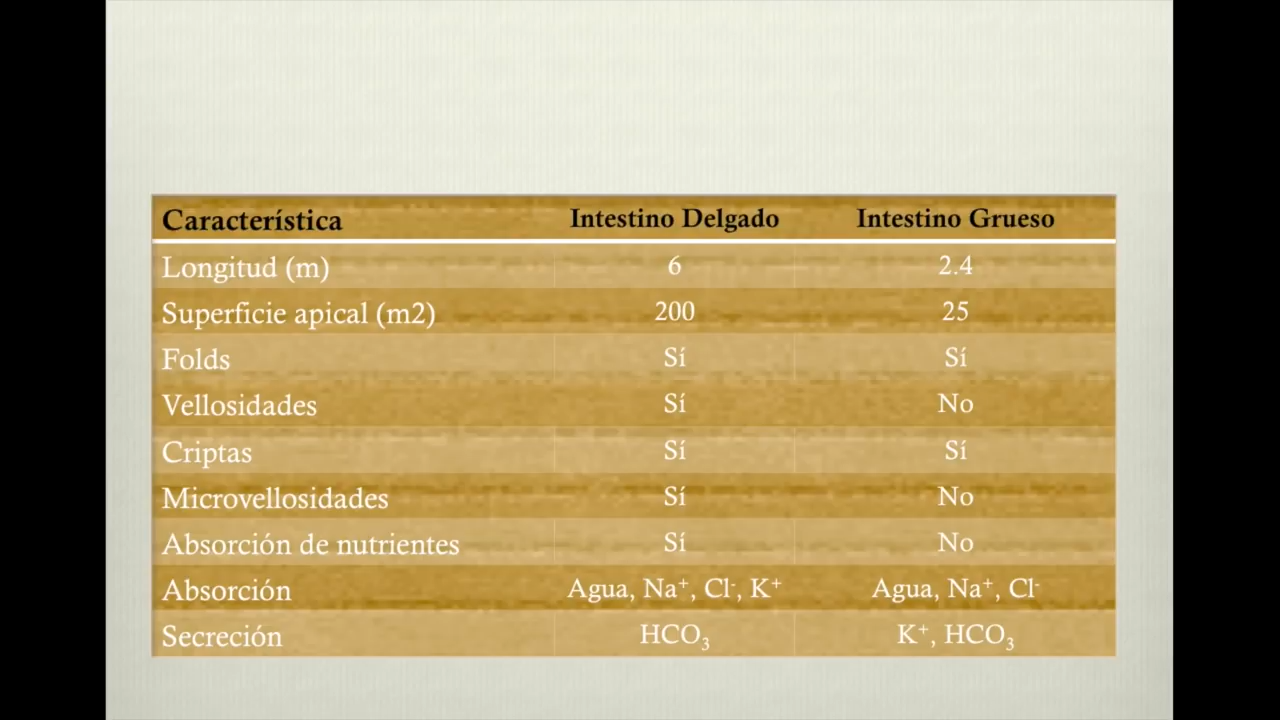 Característica Intestino Delgado Intestino Grueso
Longitud (m) 6 2.4
Superficie apical (m2) 200 25
Folds Sí Sí
Vellosidades Sí No
Criptas Sí Sí
Microvellosidades Sí No
Absorción de nutrientes Sí No
Absorción Agua, Na⁺, Cl⁻, K⁺ Agua, Na⁺, Cl⁻
Secreción HCO₃ K⁺, HCO₃